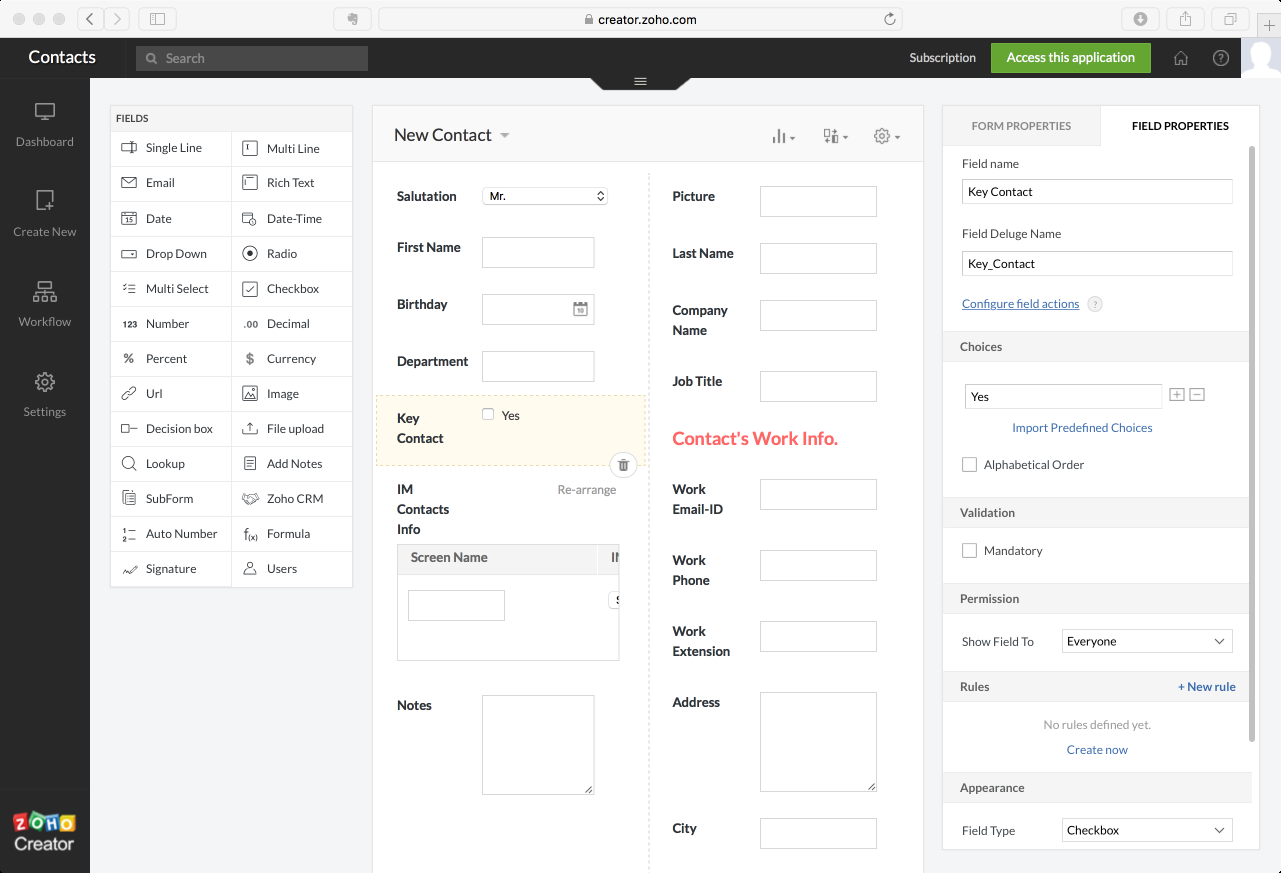 creator.zoho.com
Contacts
Search
Subscription
Access this application
Dashboard
Create New
Workflow
Settings
ZOHO
Creator
FIELDS
Single Line
Multi Line
Email
Rich Text
Date
Date-Time
Drop Down
Radio
Multi Select
Checkbox
123 Number
.00 Decimal
% Percent
$ Currency
Url
Image
Decision box
File upload
Lookup
Add Notes
SubForm
Zoho CRM
Auto Number
f(x) Formula
Signature
Users
New Contact
Salutation
Mr.
First Name
Birthday
Department
Key
Contact
Yes
IM
Contacts
Info
Re-arrange
Screen Name
Notes
Picture
Last Name
Company
Name
Job Title
Contact's Work Info.
Work
Email-ID
Work
Phone
Work
Extension
Address
City
FORM PROPERTIES
FIELD PROPERTIES
Field name
Key Contact
Field Deluge Name
Key_Contact
Configure field actions ?
Choices
Yes
Import Predefined Choices
Alphabetical Order
Validation
Mandatory
Permission
Show Field To
Everyone
Rules
+ New rule
No rules defined yet.
Create now
Appearance
Field Type
Checkbox